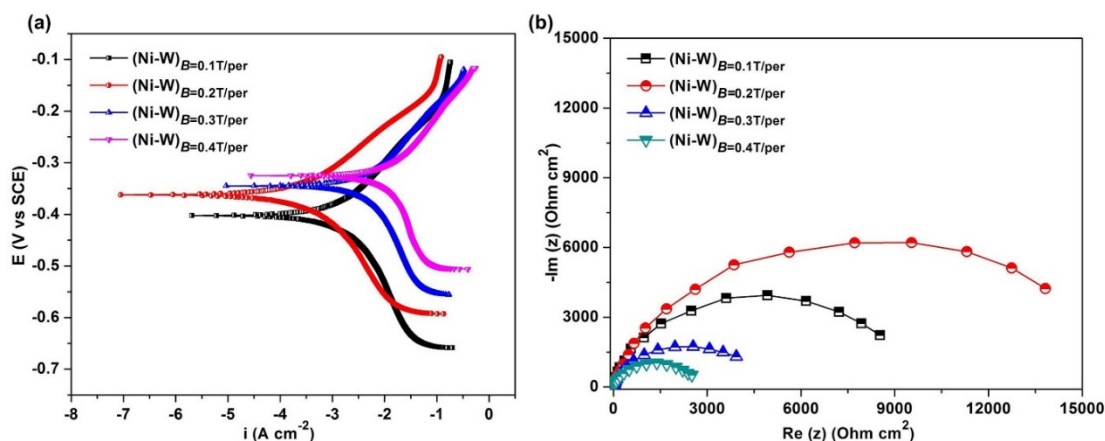 (a)
(Ni-W)B=0.1T/per
(Ni-W)B=0.2T/per
(Ni-W)B=0.3T/per
(Ni-W)B=0.4T/per
E (V vs SCE)
-0.1
-0.2
-0.3
-0.4
-0.5
-0.6
-0.7
-8 -7 -6 -5 -4 -3 -2 -1 0
i (A cm-2)
(b)
(Ni-W)B=0.1T/per
(Ni-W)B=0.2T/per
(Ni-W)B=0.3T/per
(Ni-W)B=0.4T/per
-Im (z) (Ohm cm2)
15000
12000
9000
6000
3000
0
0 3000 6000 9000 12000 15000
Re (z) (Ohm cm2)